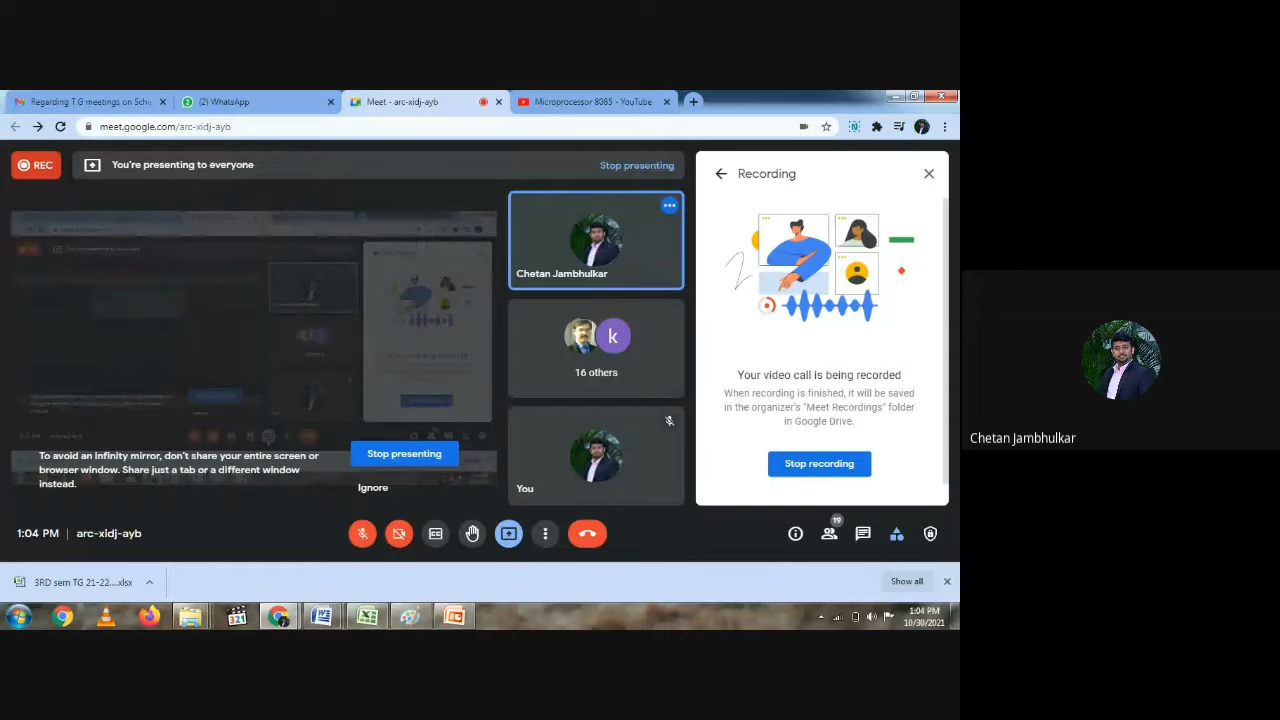 Regarding T.G meetings on Sche
(2) WhatsApp
Meet - arc-xidj-ayb
Microprocessor 8085 - YouTube
meet.google.com/arc-xidj-ayb
REC
You're presenting to everyone
Stop presenting
Chetan Jambhulkar
k
16 others
You
To avoid an infinity mirror, don't share your entire screen or
browser window. Share just a tab or a different window
instead.
Stop presenting
Ignore
Recording
2
Your video call is being recorded
When recording is finished, it will be saved
in the organizer's "Meet Recordings" folder
in Google Drive.
Stop recording
1:04 PM | arc-xidj-ayb
19
3RD sem TG 21-22....xlsx
Show all
321
1:04 PM
10/30/2021
Chetan Jambhulkar